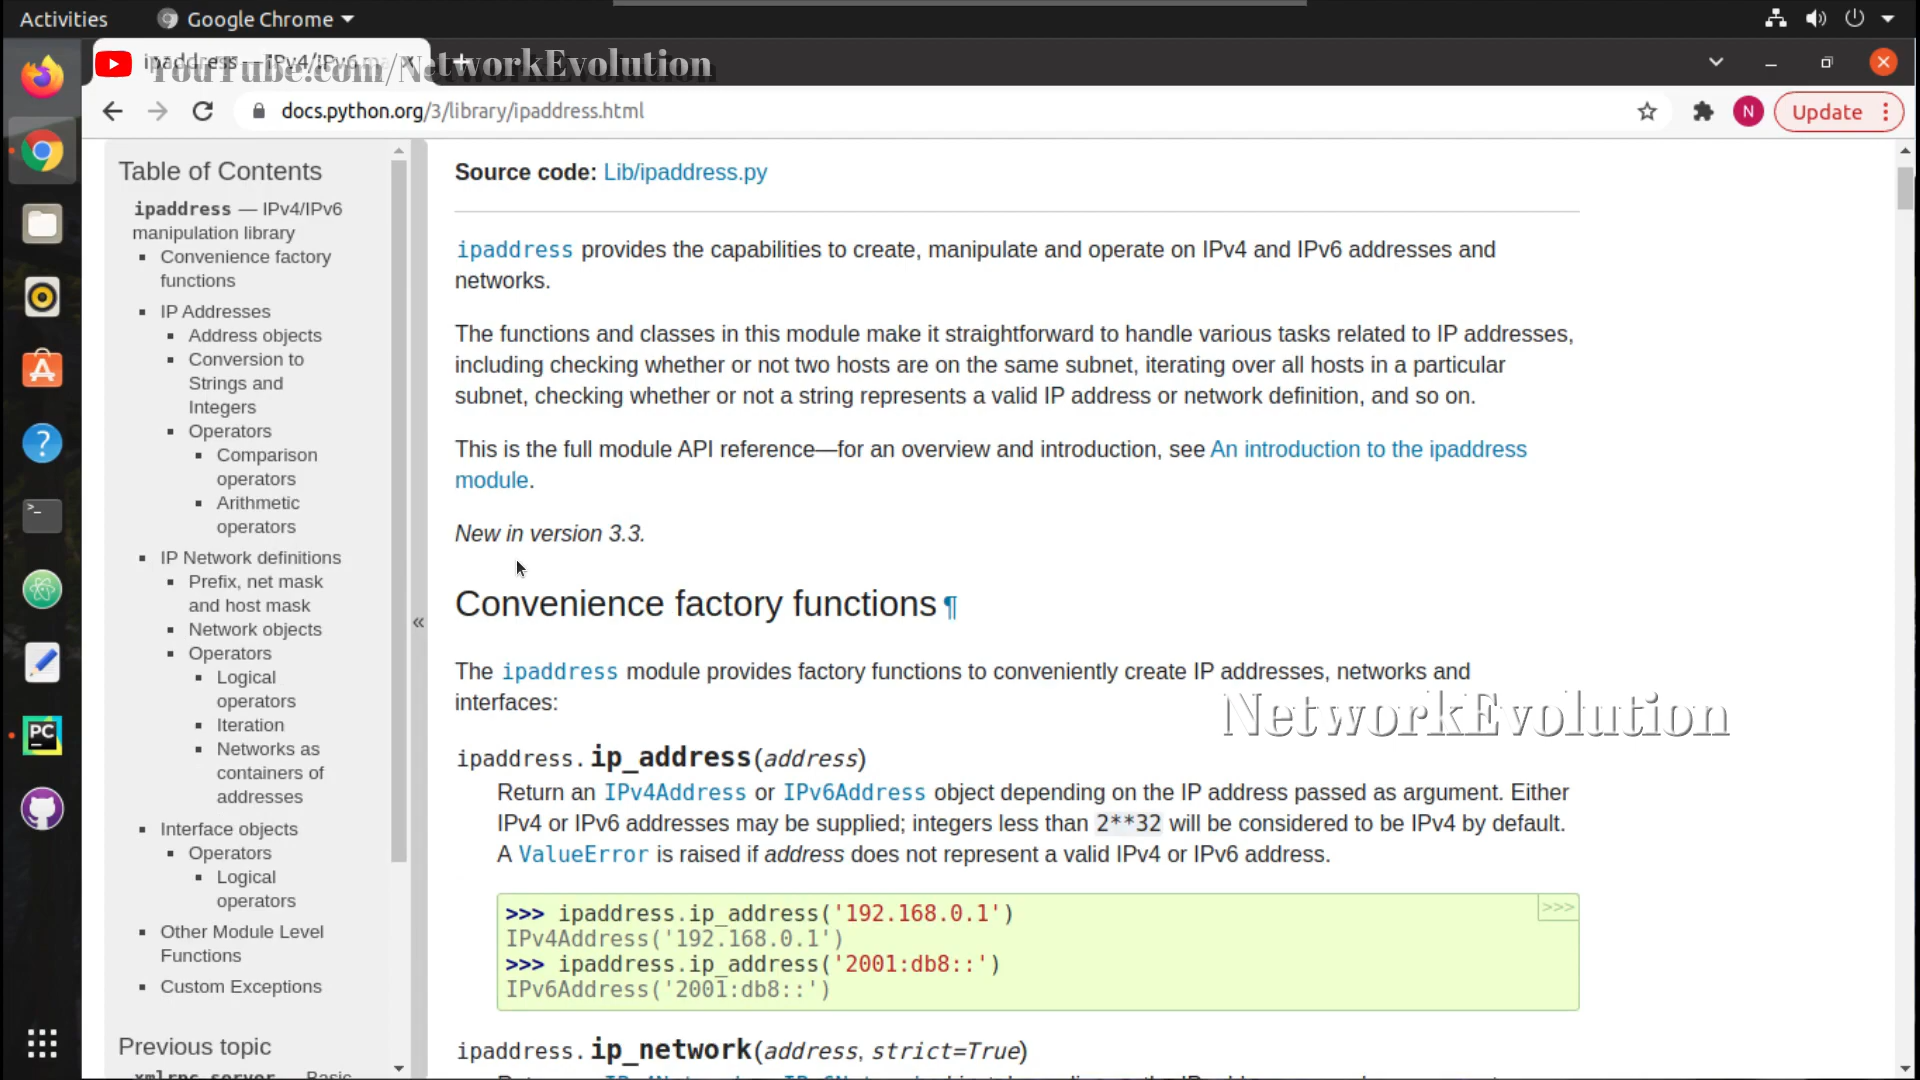 Activities
Google Chrome
YouTube.com/NetworkEvolution
docs.python.org/3/library/ipaddress.html
N
Update
Table of Contents
ipaddress — IPv4/IPv6
manipulation library
Convenience factory
functions
IP Addresses
Address objects
Conversion to
Strings and
Integers
Operators
Comparison
operators
Arithmetic
operators
IP Network definitions
Prefix, net mask
and host mask
Network objects
Operators
Logical
operators
Iteration
Networks as
containers of
addresses
Interface objects
Operators
Logical
operators
Other Module Level
Functions
Custom Exceptions
Previous topic
«
Source code: Lib/ipaddress.py
ipaddress provides the capabilities to create, manipulate and operate on IPv4 and IPv6 addresses and
networks.
The functions and classes in this module make it straightforward to handle various tasks related to IP addresses,
including checking whether or not two hosts are on the same subnet, iterating over all hosts in a particular
subnet, checking whether or not a string represents a valid IP address or network definition, and so on.
This is the full module API reference—for an overview and introduction, see An introduction to the ipaddress
module.
New in version 3.3.
Convenience factory functions ¶
The ipaddress module provides factory functions to conveniently create IP addresses, networks and
interfaces:
NetworkEvolution
ipaddress.ip_address(address)
Return an IPv4Address or IPv6Address object depending on the IP address passed as argument. Either
IPv4 or IPv6 addresses may be supplied; integers less than 2**32 will be considered to be IPv4 by default.
A ValueError is raised if address does not represent a valid IPv4 or IPv6 address.
>>>
>>> ipaddress.ip_address('192.168.0.1')
IPv4Address('192.168.0.1')
>>> ipaddress.ip_address('2001:db8::')
IPv6Address('2001:db8::')
ipaddress.ip_network(address, strict=True)
PC